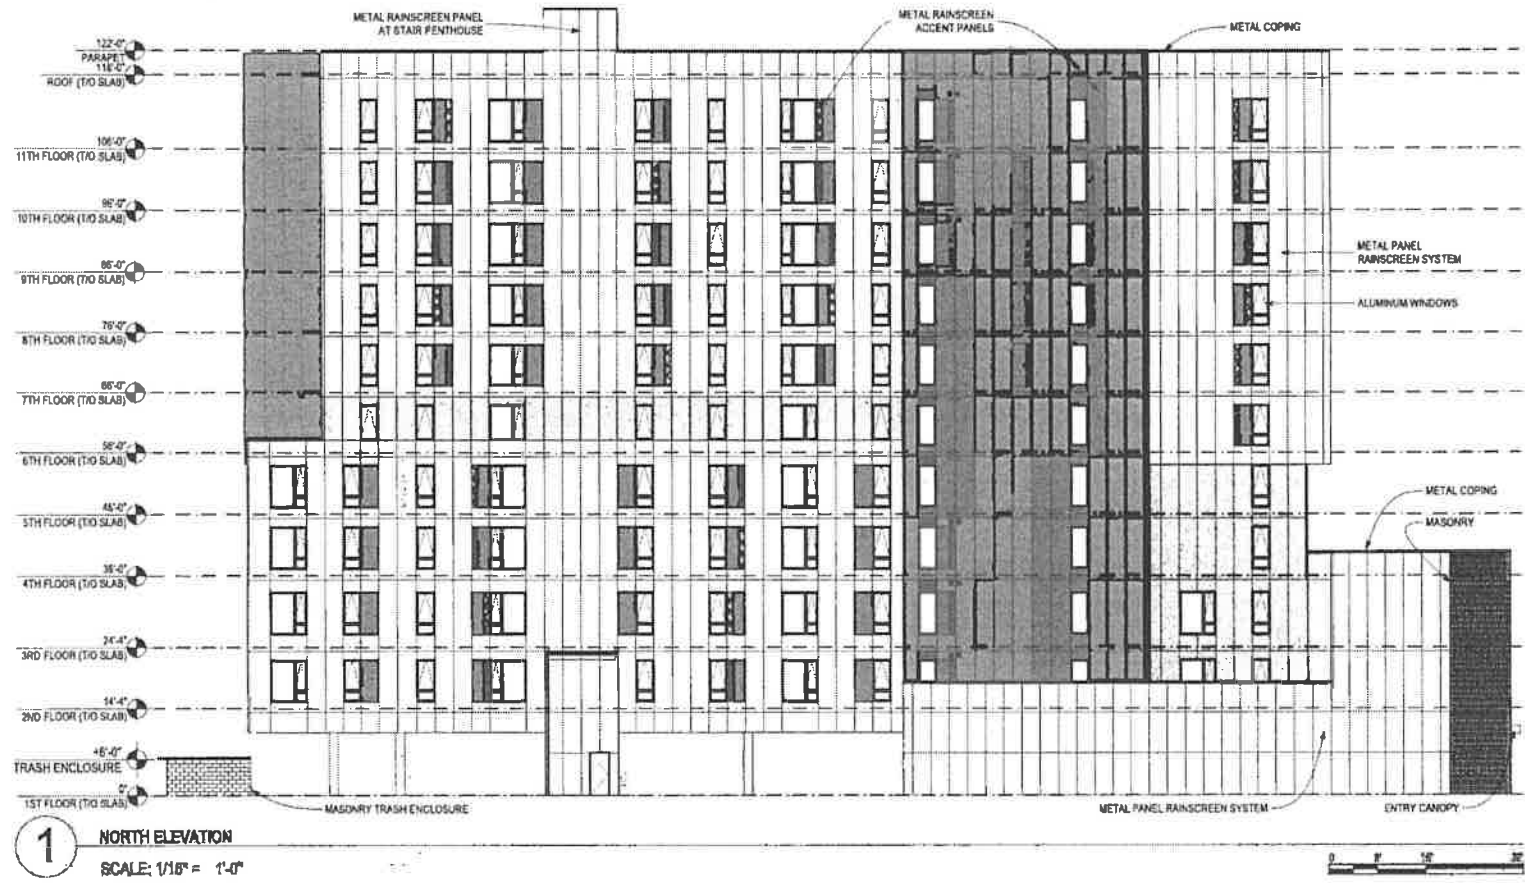 METAL RAINSCREEN PANEL
AT STAIR PENTHOUSE
METAL RAINSCREEN
ACCENT PANELS
METAL COPING
122'-0"
PARAPET
118'-0"
ROOF (T/O SLAB)
106'-0"
11TH FLOOR (T/O SLAB)
96'-0"
10TH FLOOR (T/O SLAB)
86'-0"
9TH FLOOR (T/O SLAB)
METAL PANEL
RAINSCREEN SYSTEM
ALUMINUM WINDOWS
76'-0"
8TH FLOOR (T/O SLAB)
66'-0"
7TH FLOOR (T/O SLAB)
56'-0"
6TH FLOOR (T/O SLAB)
METAL COPING
MASONRY
46'-0"
5TH FLOOR (T/O SLAB)
36'-0"
4TH FLOOR (T/O SLAB)
24'-4"
3RD FLOOR (T/O SLAB)
14'-4"
2ND FLOOR (T/O SLAB)
+6'-0"
TRASH ENCLOSURE
0"
1ST FLOOR (T/O SLAB)
MASONRY TRASH ENCLOSURE
METAL PANEL RAINSCREEN SYSTEM
ENTRY CANOPY
1
NORTH ELEVATION
SCALE: 1/16" = 1'-0"
0 8' 16' 32'